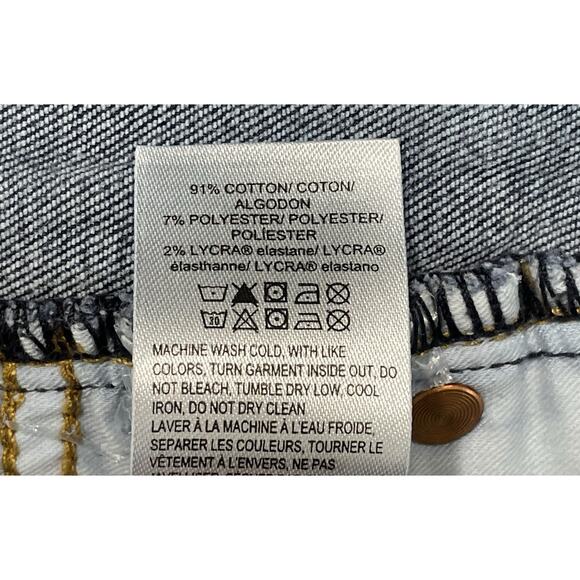 91% COTTON/ COTON/
ALGODON
7% POLYESTER/ POLYESTER/
POLÍESTER
2% LYCRA® elastane/ LYCRA®
élasthanne/ LYCRA® elastano
30
MACHINE WASH COLD, WITH LIKE
COLORS, TURN GARMENT INSIDE OUT, DO
NOT BLEACH, TUMBLE DRY LOW, COOL
IRON, DO NOT DRY CLEAN
LAVER À LA MACHINE À L'EAU FROIDE,
SEPARER LES COULEURS, TOURNER LE
VÊTEMENT À L'ENVERS, NE PAS